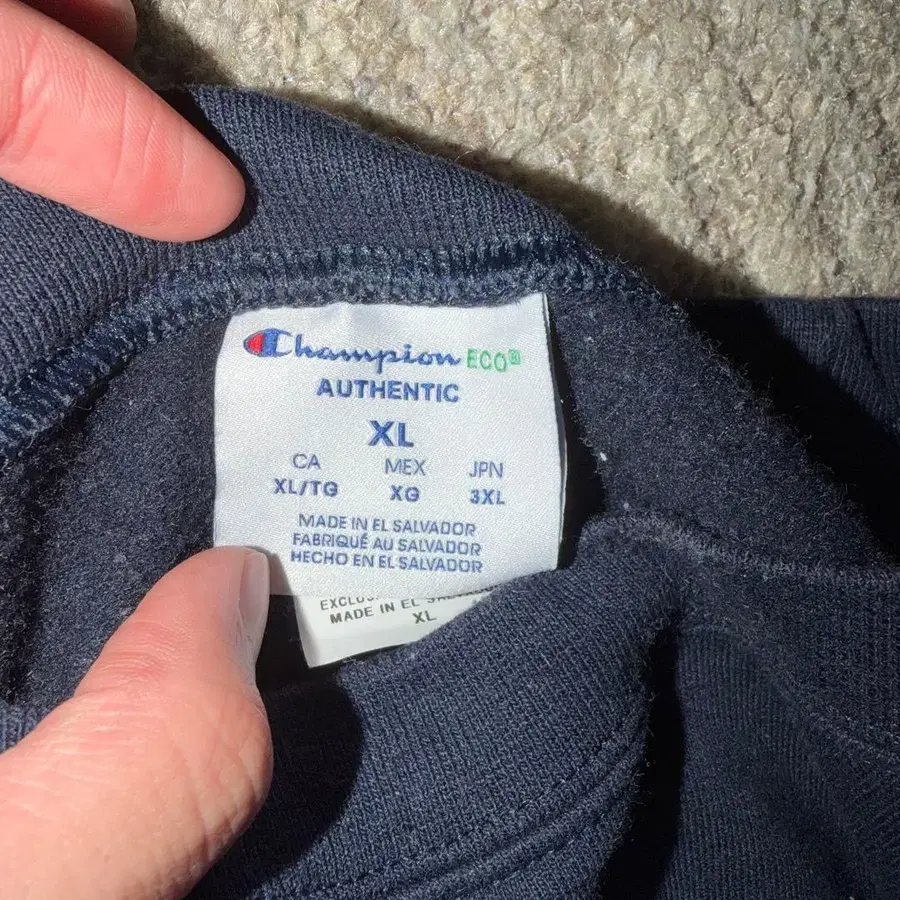 Champion ECO®
AUTHENTIC
XL
CA MEX JPN
XL/TG XG 3XL
MADE IN EL SALVADOR
FABRIQUÉ AU SALVADOR
HECHO EN EL SALVADOR
MADE IN EL SALVADOR
XL